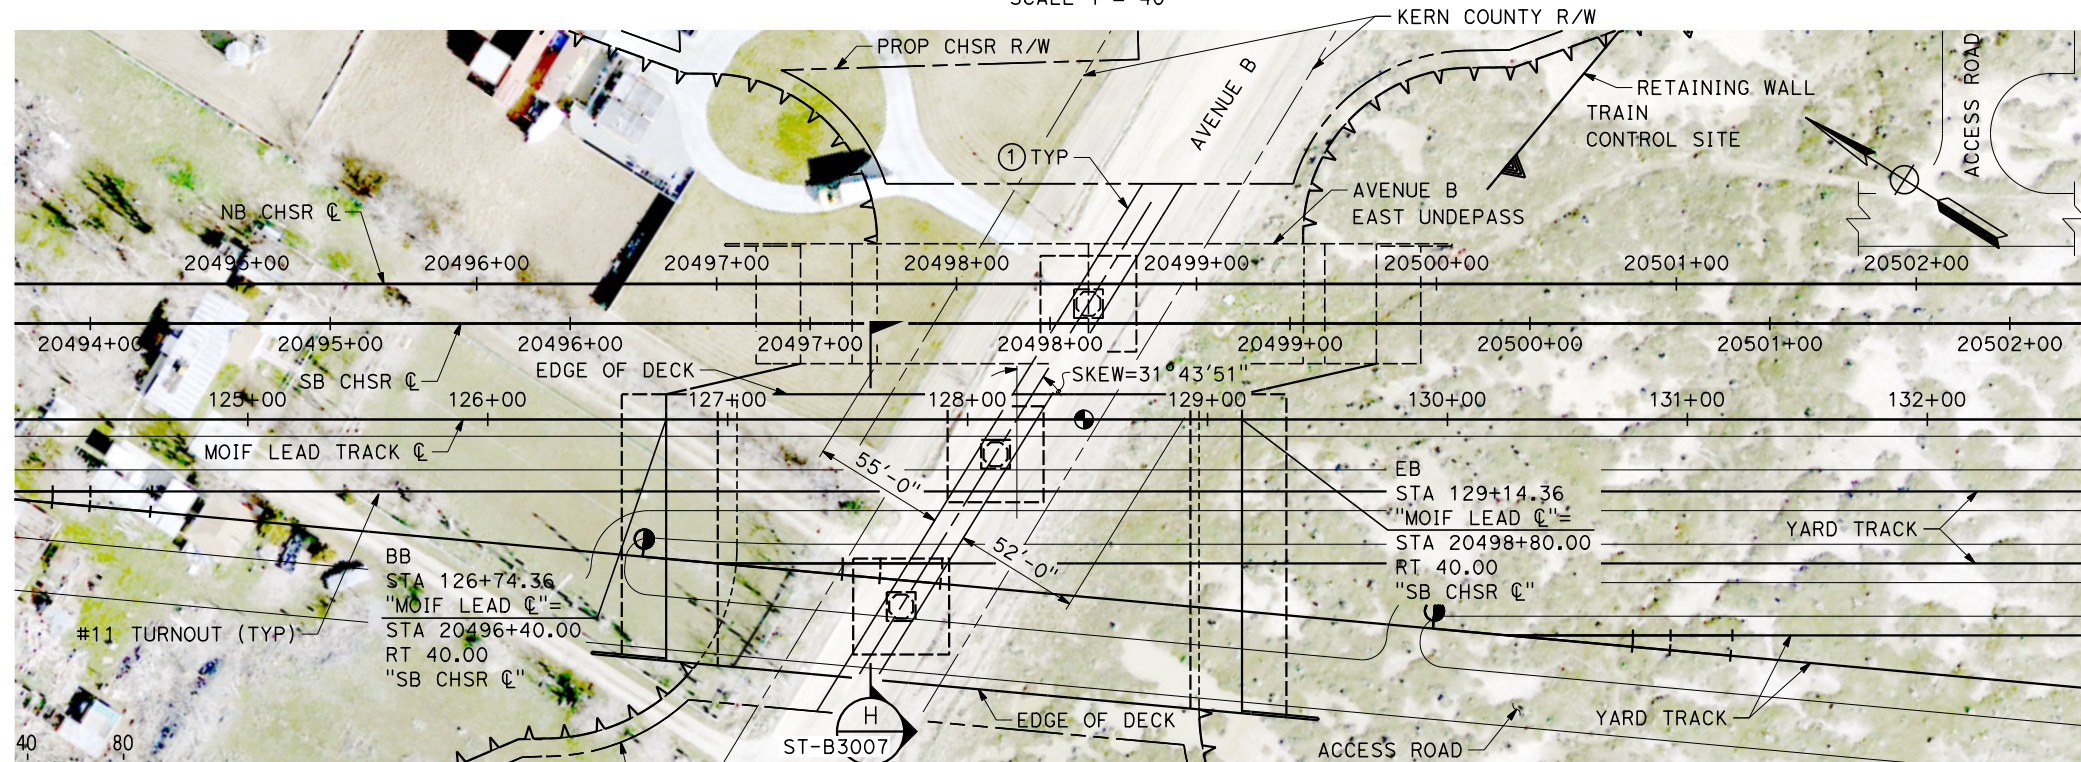 KERN COUNTY R/W
PROP CHSR R/W
AVENUE B
RETAINING WALL
TRAIN
CONTROL SITE
ACCESS ROAD
1 TYP
AVENUE B
EAST UNDEPASS
NB CHSR ℄
20495+00 20496+00 20497+00 20498+00 20499+00 20500+00 20501+00 20502+00
20494+00 20495+00 20496+00 20497+00 20498+00 20499+00 20500+00 20501+00 20502+00
SB CHSR ℄
EDGE OF DECK
SKEW=31°43'51"
125+00 126+00 127+00 128+00 129+00 130+00 131+00 132+00
MOIF LEAD TRACK ℄
55'-0"
52'-0"
EB
STA 129+14.36
"MOIF LEAD ℄"=
STA 20498+80.00
RT 40.00
"SB CHSR ℄"
YARD TRACK
BB
STA 126+74.36
"MOIF LEAD ℄"=
STA 20496+40.00
RT 40.00
"SB CHSR ℄"
#11 TURNOUT (TYP)
H
ST-B3007
EDGE OF DECK
YARD TRACK
ACCESS ROAD
40 80